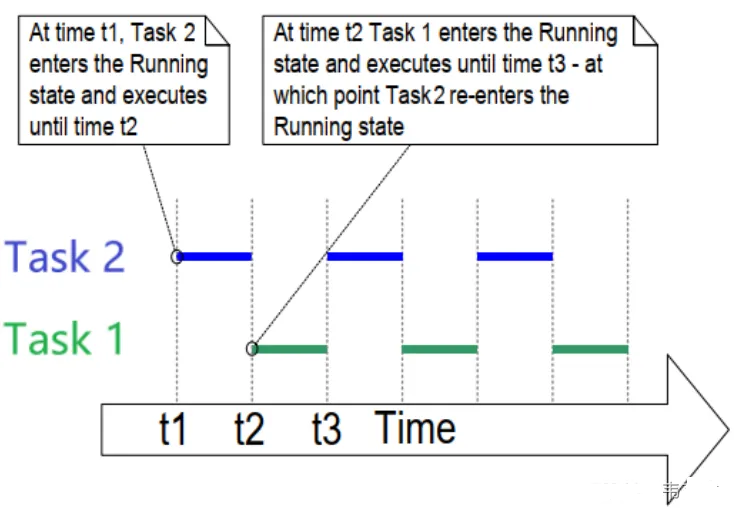 At time t1, Task 2
enters the Running
state and executes
until time t2
At time t2 Task 1 enters the Running
state and executes until time t3 - at
which point Task2 re-enters the
Running state
Task 2
Task 1
t1 t2 t3 Time